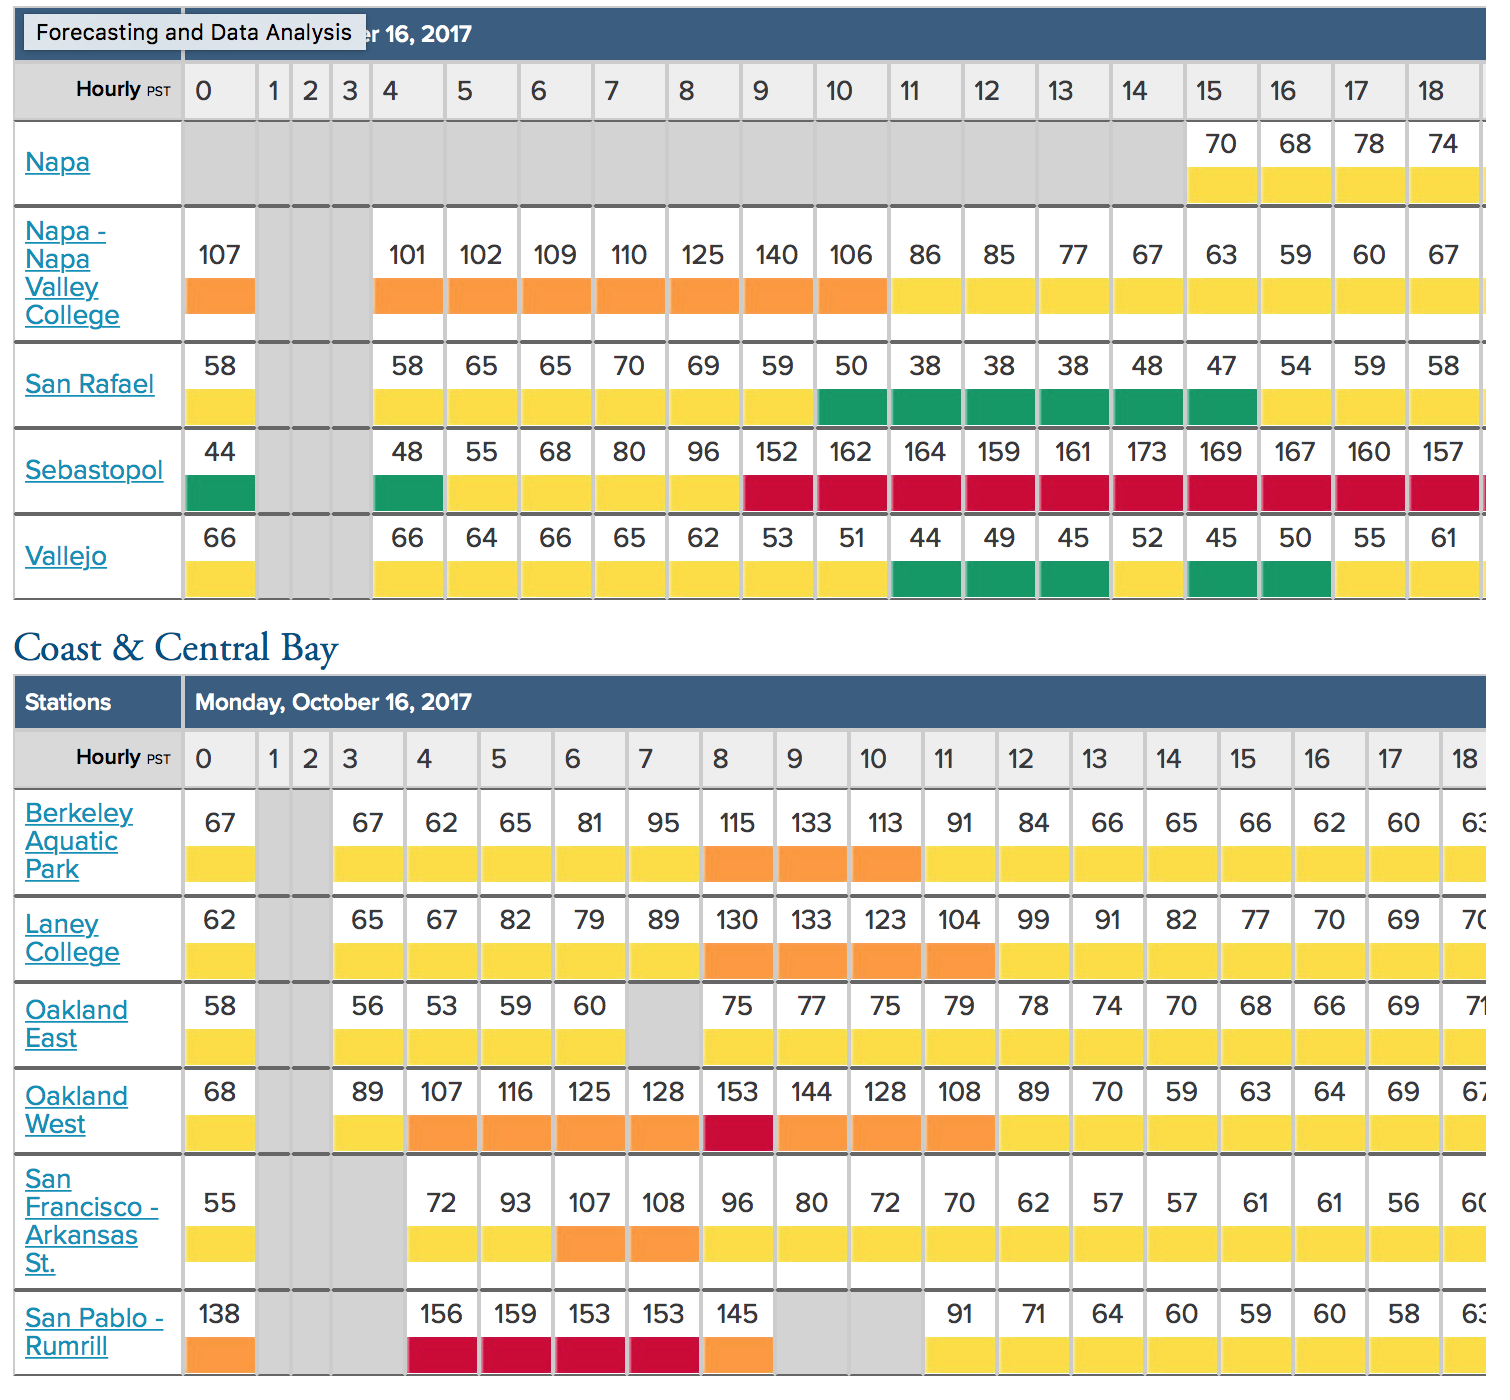 Forecasting and Data Analysis er 16, 2017
Hourly PST 0 1 2 3 4 5 6 7 8 9 10 11 12 13 14 15 16 17 18
Napa 70 68 78 74
Napa -
Napa
Valley
College 107 101 102 109 110 125 140 106 86 85 77 67 63 59 60 67
San Rafael 58 58 65 65 70 69 59 50 38 38 38 48 47 54 59 58
Sebastopol 44 48 55 68 80 96 152 162 164 159 161 173 169 167 160 157
Vallejo 66 66 64 66 65 62 53 51 44 49 45 52 45 50 55 61
Coast & Central Bay
Stations Monday, October 16, 2017
Hourly PST 0 1 2 3 4 5 6 7 8 9 10 11 12 13 14 15 16 17 18
Berkeley
Aquatic
Park 67 67 62 65 81 95 115 133 113 91 84 66 65 66 62 60 63
Laney
College 62 65 67 82 79 89 130 133 123 104 99 91 82 77 70 69 70
Oakland
East 58 56 53 59 60 75 77 75 79 78 74 70 68 66 69 71
Oakland
West 68 89 107 116 125 128 153 144 128 108 89 70 59 63 64 69 67
San
Francisco -
Arkansas
St. 55 72 93 107 108 96 80 72 70 62 57 57 61 61 56 60
San Pablo -
Rumrill 138 156 159 153 153 145 91 71 64 60 59 60 58 63